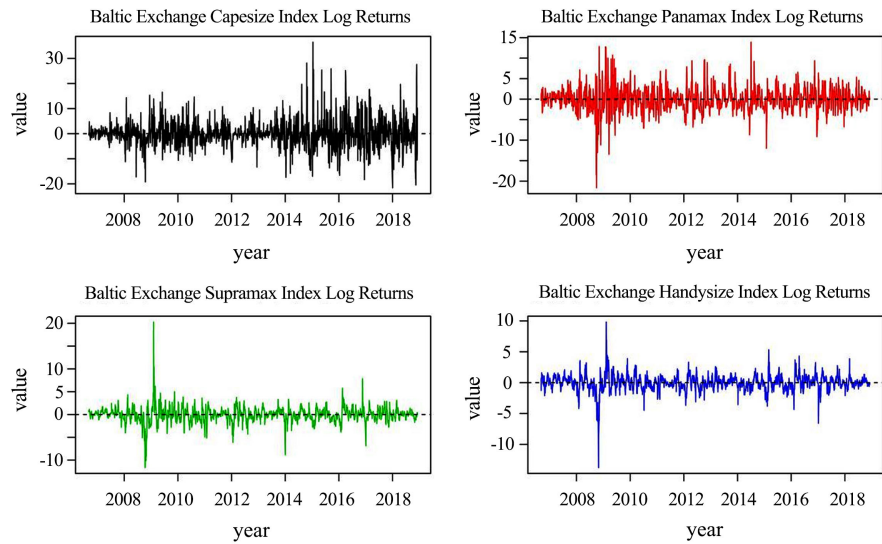 Baltic Exchange Capesize Index Log Returns
value
30
10
0
-20
2008 2010 2012 2014 2016 2018
year
Baltic Exchange Panamax Index Log Returns
value
15
5
0
-10
-20
2008 2010 2012 2014 2016 2018
year
Baltic Exchange Supramax Index Log Returns
value
20
10
5
0
-10
2008 2010 2012 2014 2016 2018
year
Baltic Exchange Handysize Index Log Returns
value
10
5
0
-5
-10
2008 2010 2012 2014 2016 2018
year